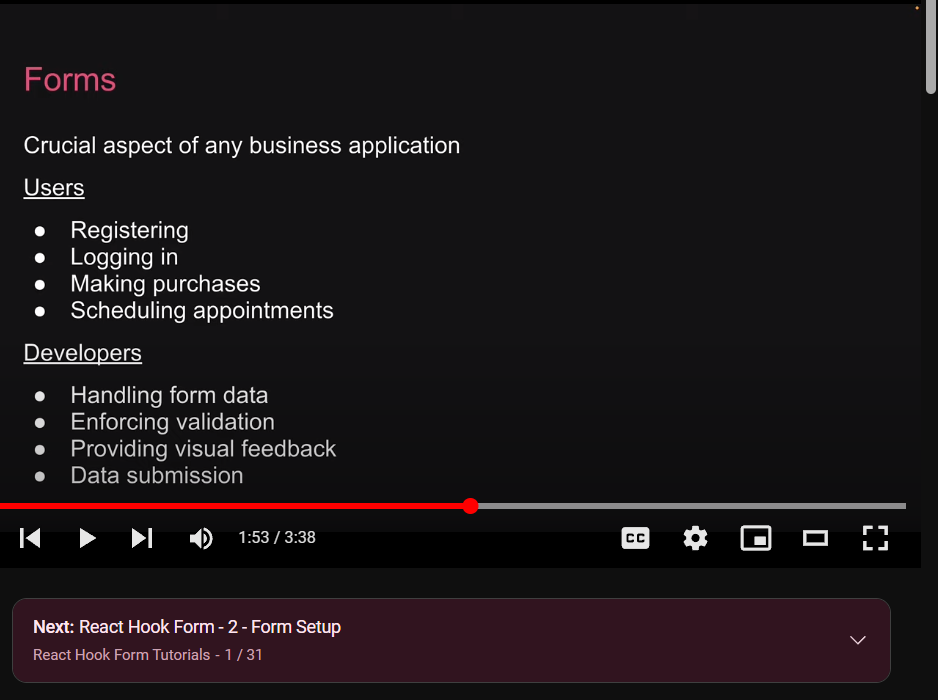 Forms
Crucial aspect of any business application
Users
● Registering
● Logging in
● Making purchases
● Scheduling appointments
Developers
● Handling form data
● Enforcing validation
● Providing visual feedback
● Data submission
1:53 / 3:38
CC
Next: React Hook Form - 2 - Form Setup
React Hook Form Tutorials - 1 / 31